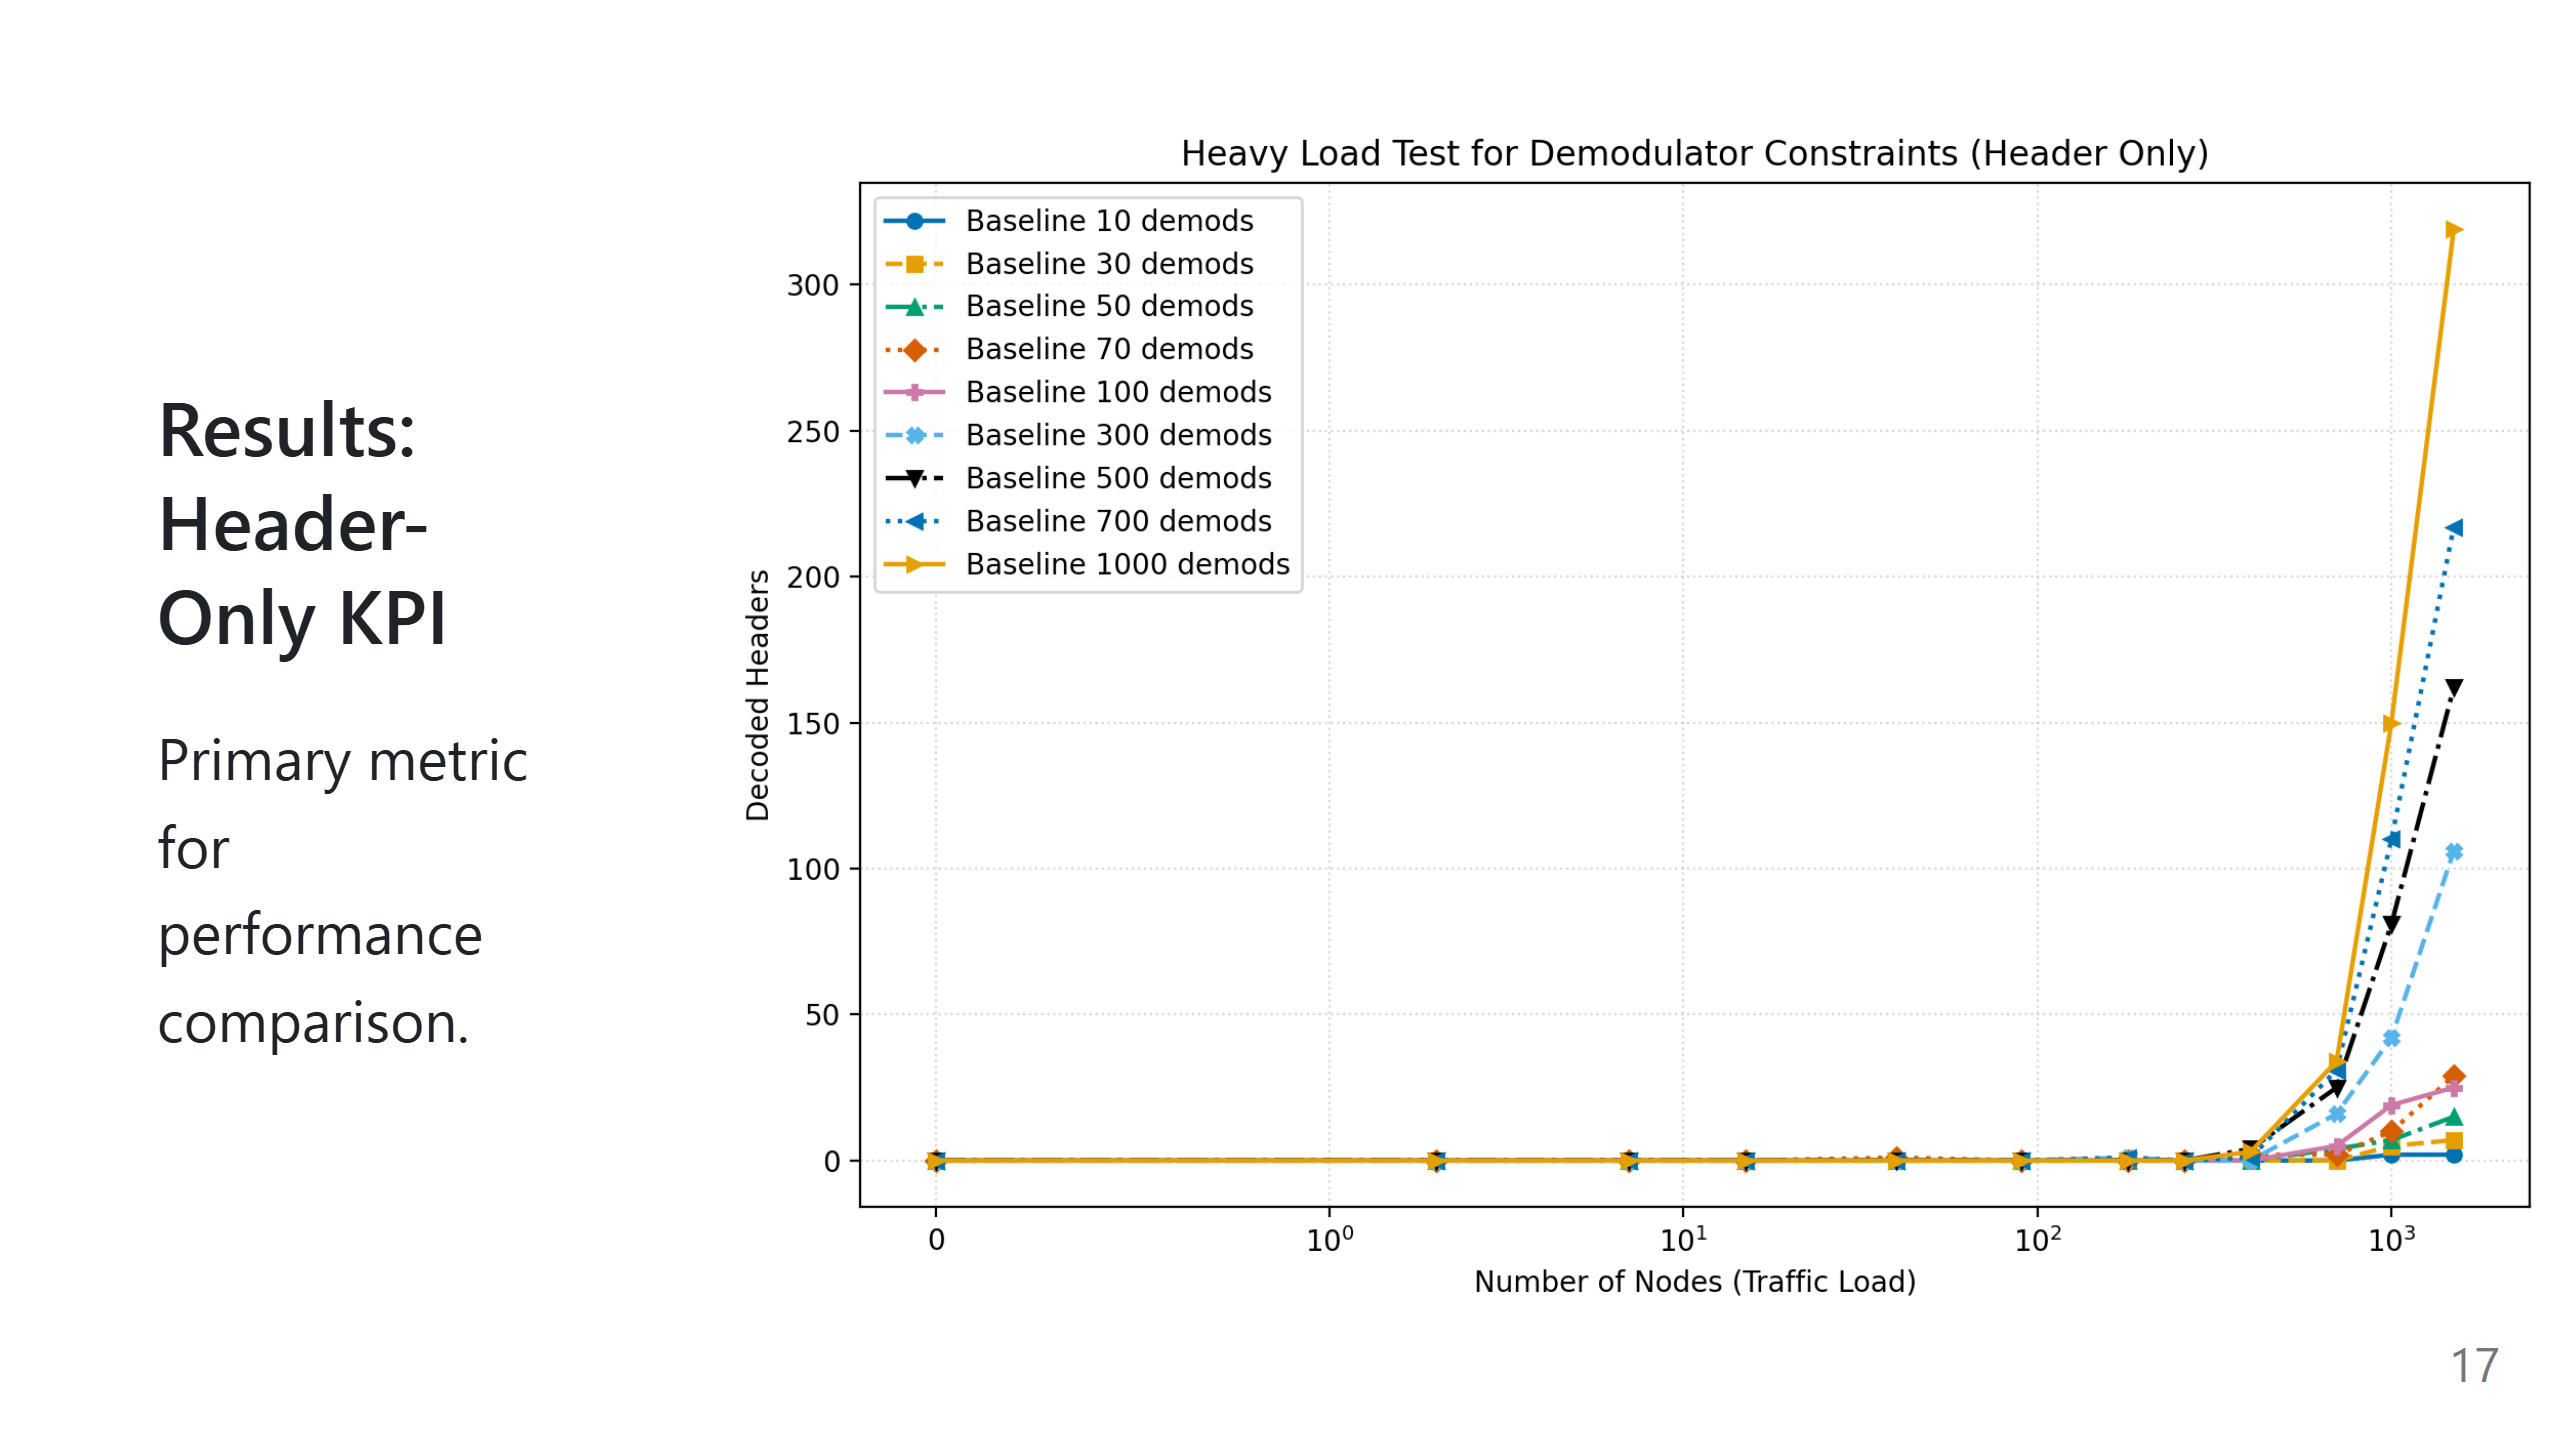 Results:
Header-
Only KPI
Primary metric
for
performance
comparison.
Heavy Load Test for Demodulator Constraints (Header Only)
Baseline 10 demods
Baseline 30 demods
Baseline 50 demods
Baseline 70 demods
Baseline 100 demods
Baseline 300 demods
Baseline 500 demods
Baseline 700 demods
Baseline 1000 demods
Decoded Headers
300
250
200
150
100
50
0
0 10⁰ 10¹ 10² 10³
Number of Nodes (Traffic Load)
17